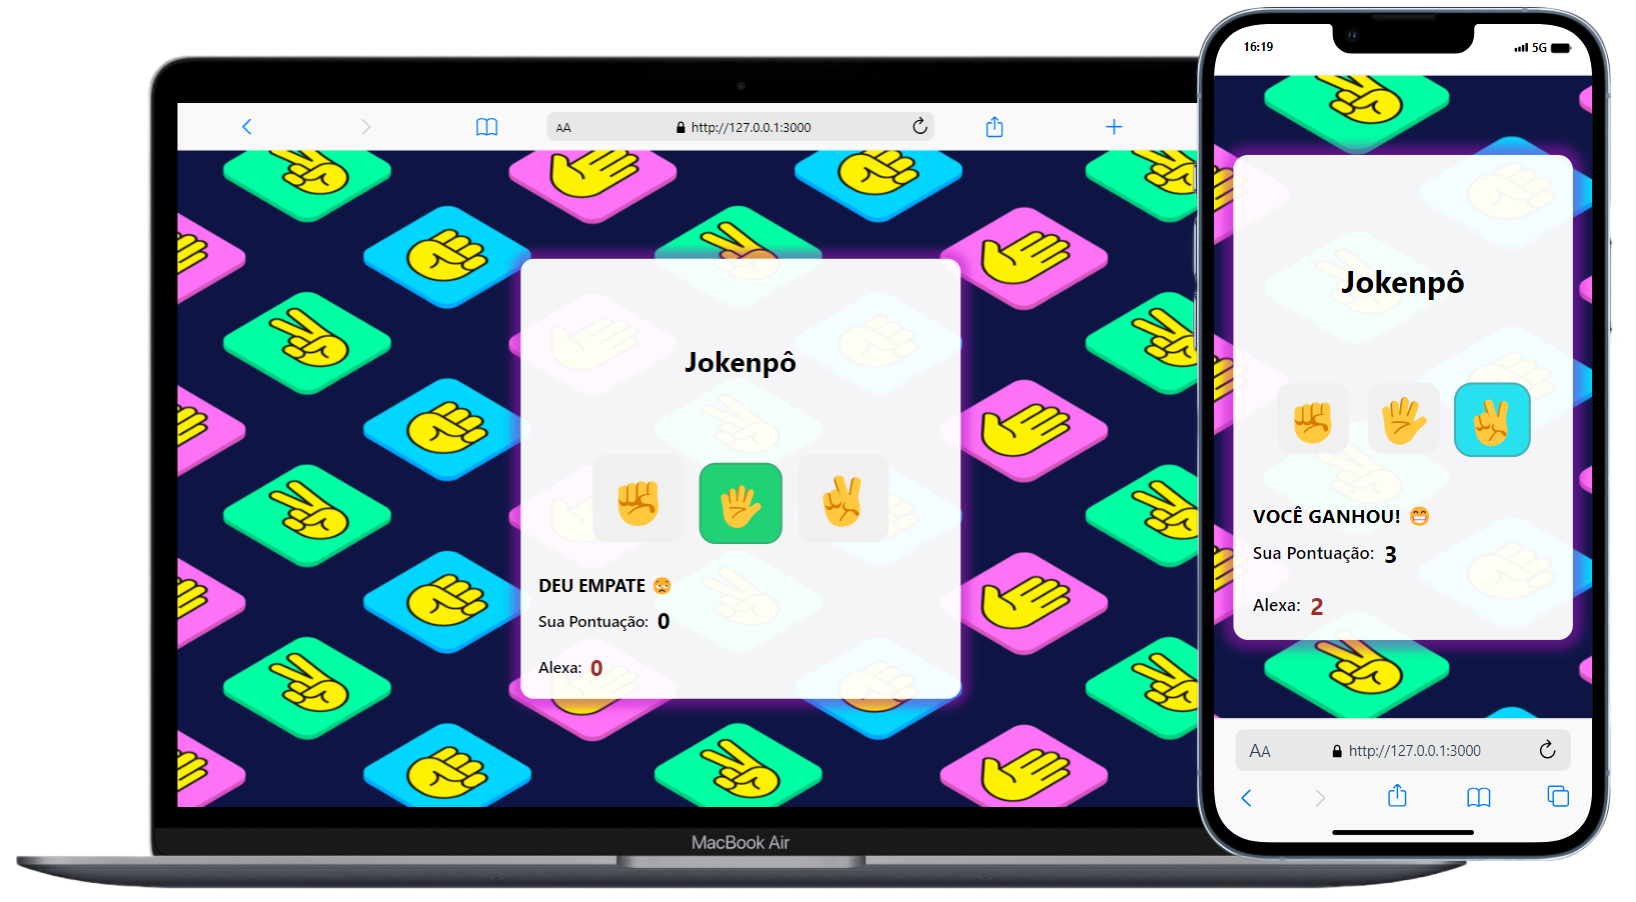 AA
http://127.0.0.1:3000
Jokenpô
DEU EMPATE 😥
Sua Pontuação: 0
Alexa: 0
MacBook Air
16:19
5G
Jokenpô
VOCÊ GANHOU! 😁
Sua Pontuação: 3
Alexa: 2
AA
http://127.0.0.1:3000